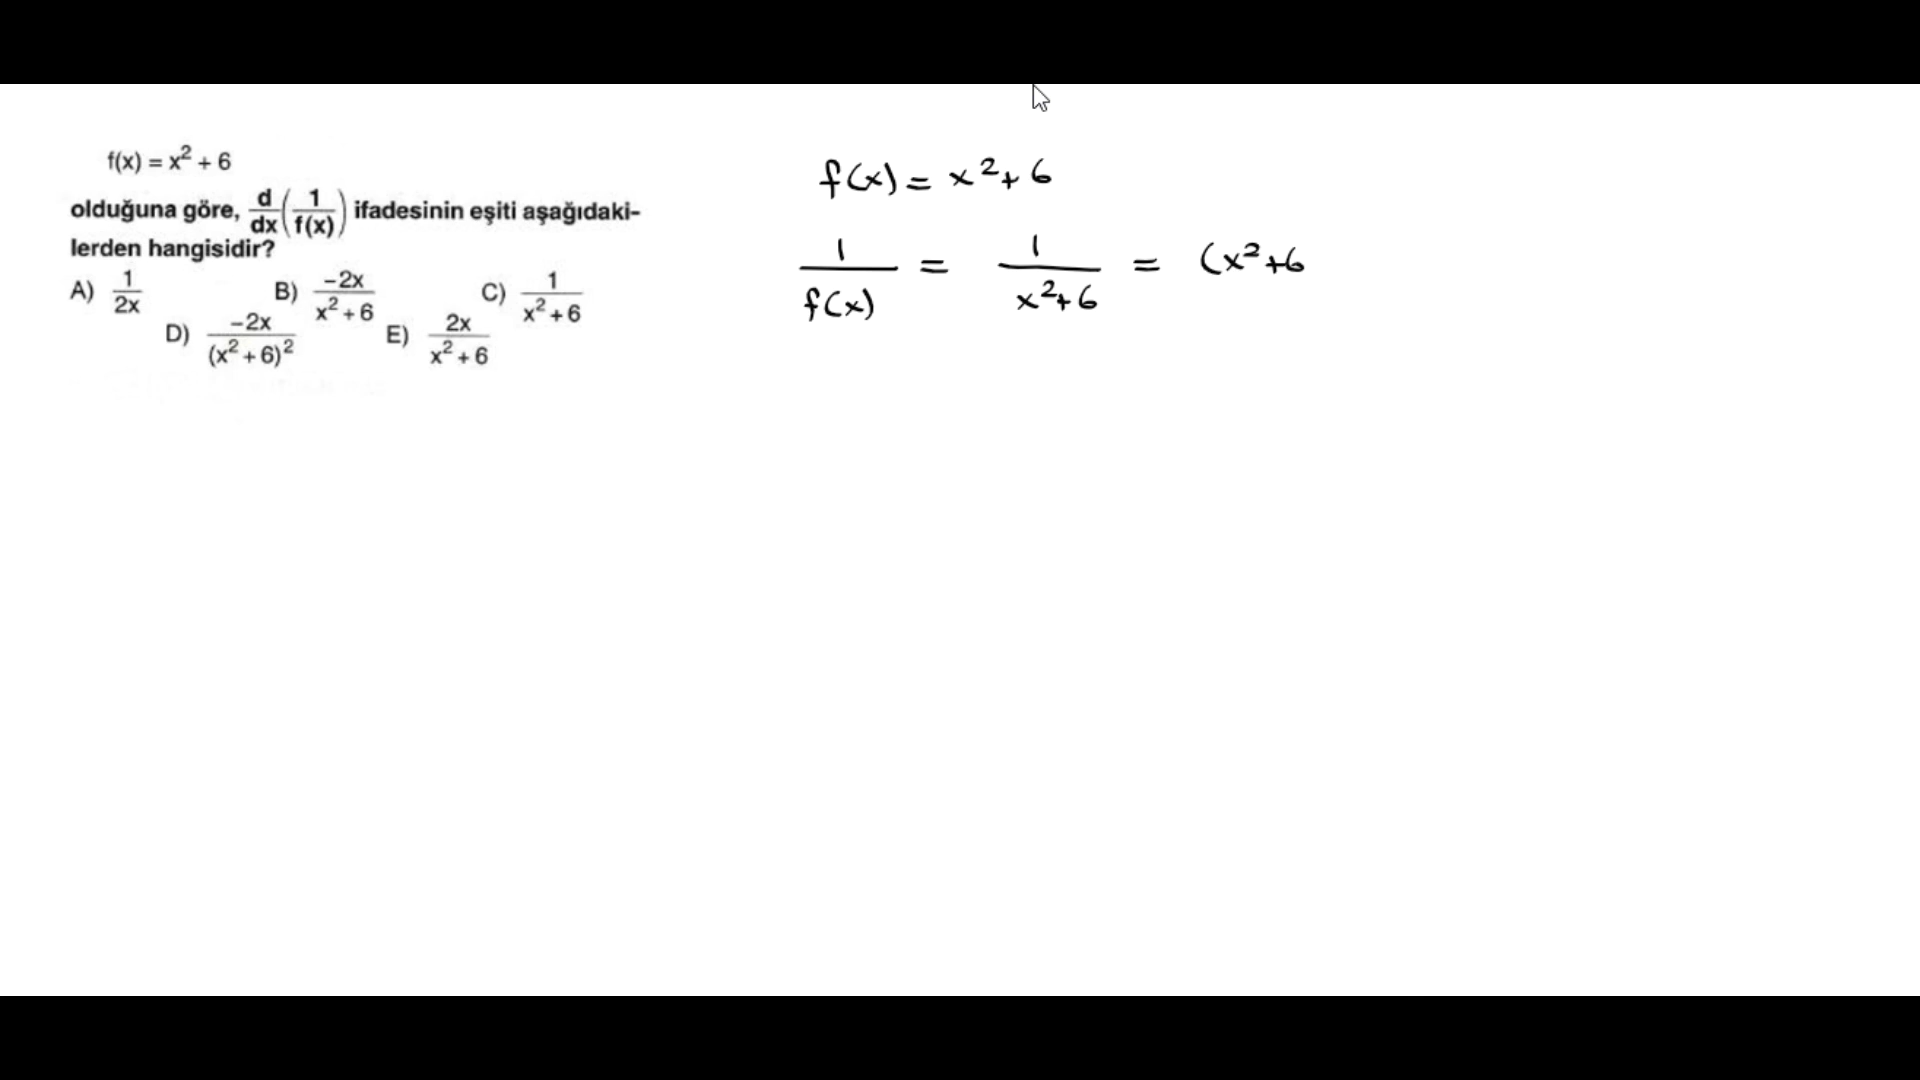 f(x) = x² + 6
olduğuna göre, d/dx (1/f(x)) ifadesinin eşiti aşağıdaki-
lerden hangisidir?
A) 1/2x B) -2x/x² + 6 C) 1/x² + 6
D) -2x/(x² + 6)² E) 2x/x² + 6
f(x) = x² + 6
1/f(x) = 1/x² + 6 = (x² + 6